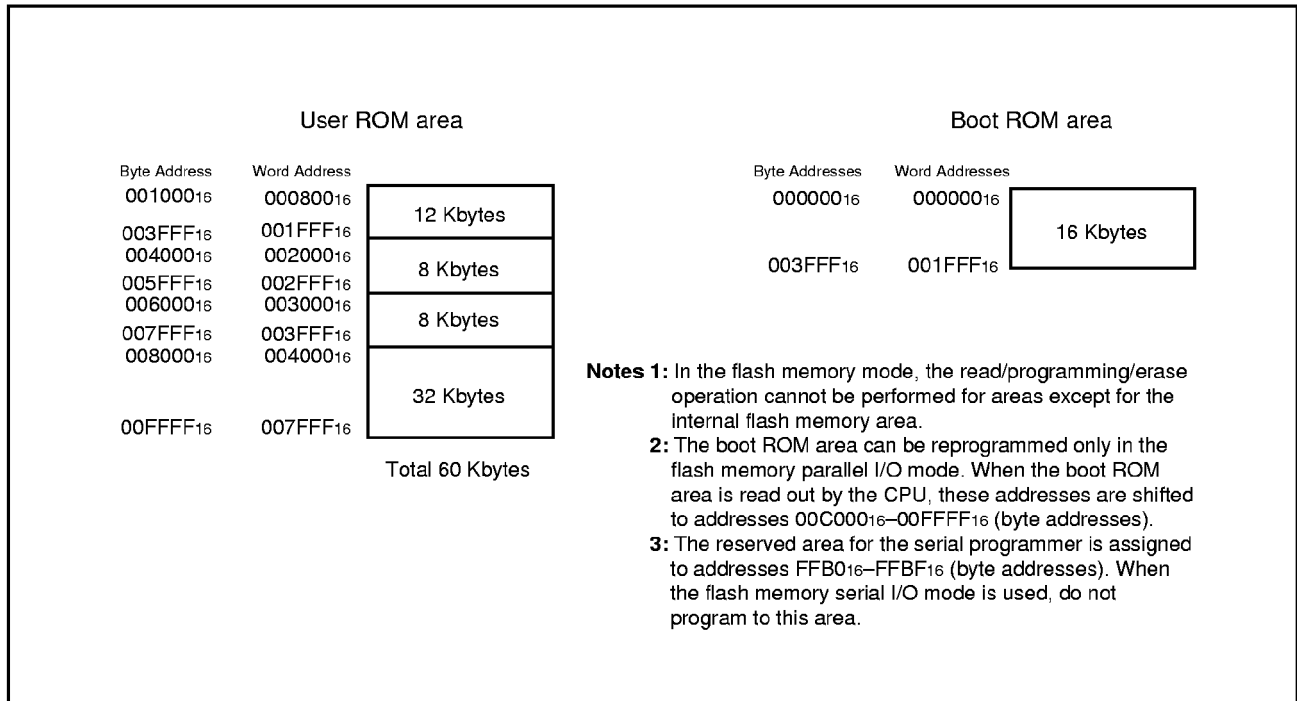 User ROM area
Byte Address Word Address
001000₁₆ 000800₁₆
12 Kbytes
003FFF₁₆ 001FFF₁₆
004000₁₆ 002000₁₆
8 Kbytes
005FFF₁₆ 002FFF₁₆
006000₁₆ 003000₁₆
8 Kbytes
007FFF₁₆ 003FFF₁₆
008000₁₆ 004000₁₆
32 Kbytes
00FFFF₁₆ 007FFF₁₆
Total 60 Kbytes
Boot ROM area
Byte Addresses Word Addresses
000000₁₆ 000000₁₆
16 Kbytes
003FFF₁₆ 001FFF₁₆
Notes 1: In the flash memory mode, the read/programming/erase
operation cannot be performed for areas except for the
internal flash memory area.
2: The boot ROM area can be reprogrammed only in the
flash memory parallel I/O mode. When the boot ROM
area is read out by the CPU, these addresses are shifted
to addresses 00C000₁₆–00FFFF₁₆ (byte addresses).
3: The reserved area for the serial programmer is assigned
to addresses FFB0₁₆–FFBF₁₆ (byte addresses). When
the flash memory serial I/O mode is used, do not
program to this area.